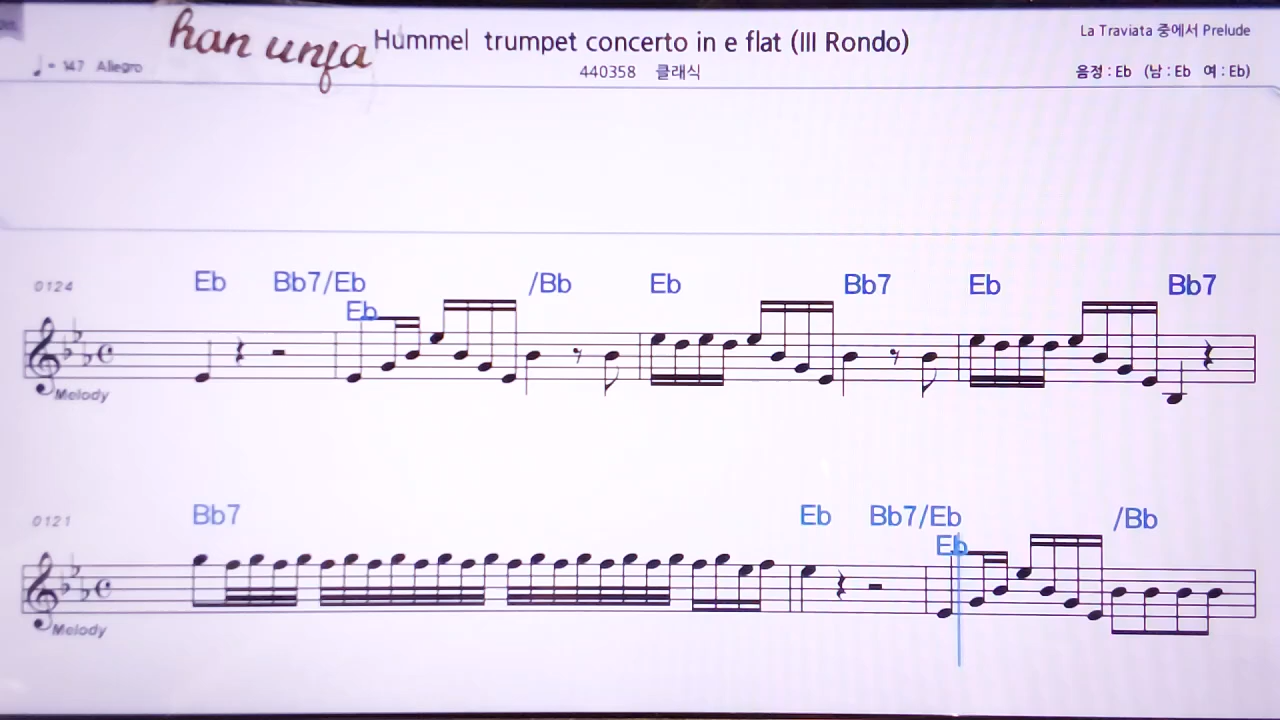 han unfa
Hummel trumpet concerto in e flat (III Rondo)
La Traviata 중에서 Prelude
♩ = 147 Allegro
440358 클래식
음정 : Eb (남 : Eb 여 : Eb)
0124
Eb Bb7/Eb /Bb Eb Bb7 Eb Bb7
Eb
Melody
0121
Bb7 Eb Bb7/Eb /Bb
Eb
Melody